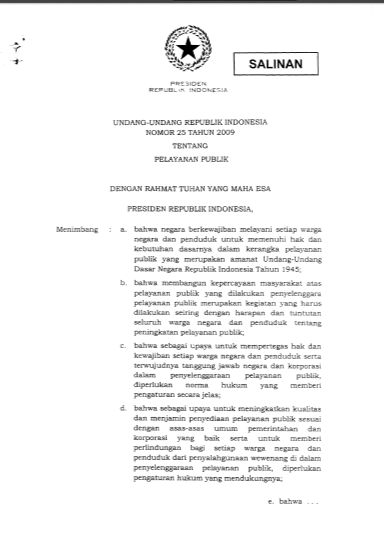 SALINAN
PRESIDEN
REPUBLIK INDONESIA
UNDANG-UNDANG REPUBLIK INDONESIA
NOMOR 25 TAHUN 2009
TENTANG
PELAYANAN PUBLIK
DENGAN RAHMAT TUHAN YANG MAHA ESA
PRESIDEN REPUBLIK INDONESIA,
Menimbang : a. bahwa negara berkewajiban melayani setiap warga
negara dan penduduk untuk memenuhi hak dan
kebutuhan dasarnya dalam kerangka pelayanan
publik yang merupakan amanat Undang-Undang
Dasar Negara Republik Indonesia Tahun 1945;
b. bahwa membangun kepercayaan masyarakat atas
pelayanan publik yang dilakukan penyelenggara
pelayanan publik merupakan kegiatan yang harus
dilakukan seiring dengan harapan dan tuntutan
seluruh warga negara dan penduduk tentang
peningkatan pelayanan publik;
c. bahwa sebagai upaya untuk mempertegas hak dan
kewajiban setiap warga negara dan penduduk serta
terwujudnya tanggung jawab negara dan korporasi
dalam penyelenggaraan pelayanan publik,
diperlukan norma hukum yang memberi
pengaturan secara jelas;
d. bahwa sebagai upaya untuk meningkatkan kualitas
dan menjamin penyediaan pelayanan publik sesuai
dengan asas-asas umum pemerintahan dan
korporasi yang baik serta untuk memberi
perlindungan bagi setiap warga negara dan
penduduk dari penyalahgunaan wewenang di dalam
penyelenggaraan pelayanan publik, diperlukan
pengaturan hukum yang mendukungnya;
e. bahwa . . .